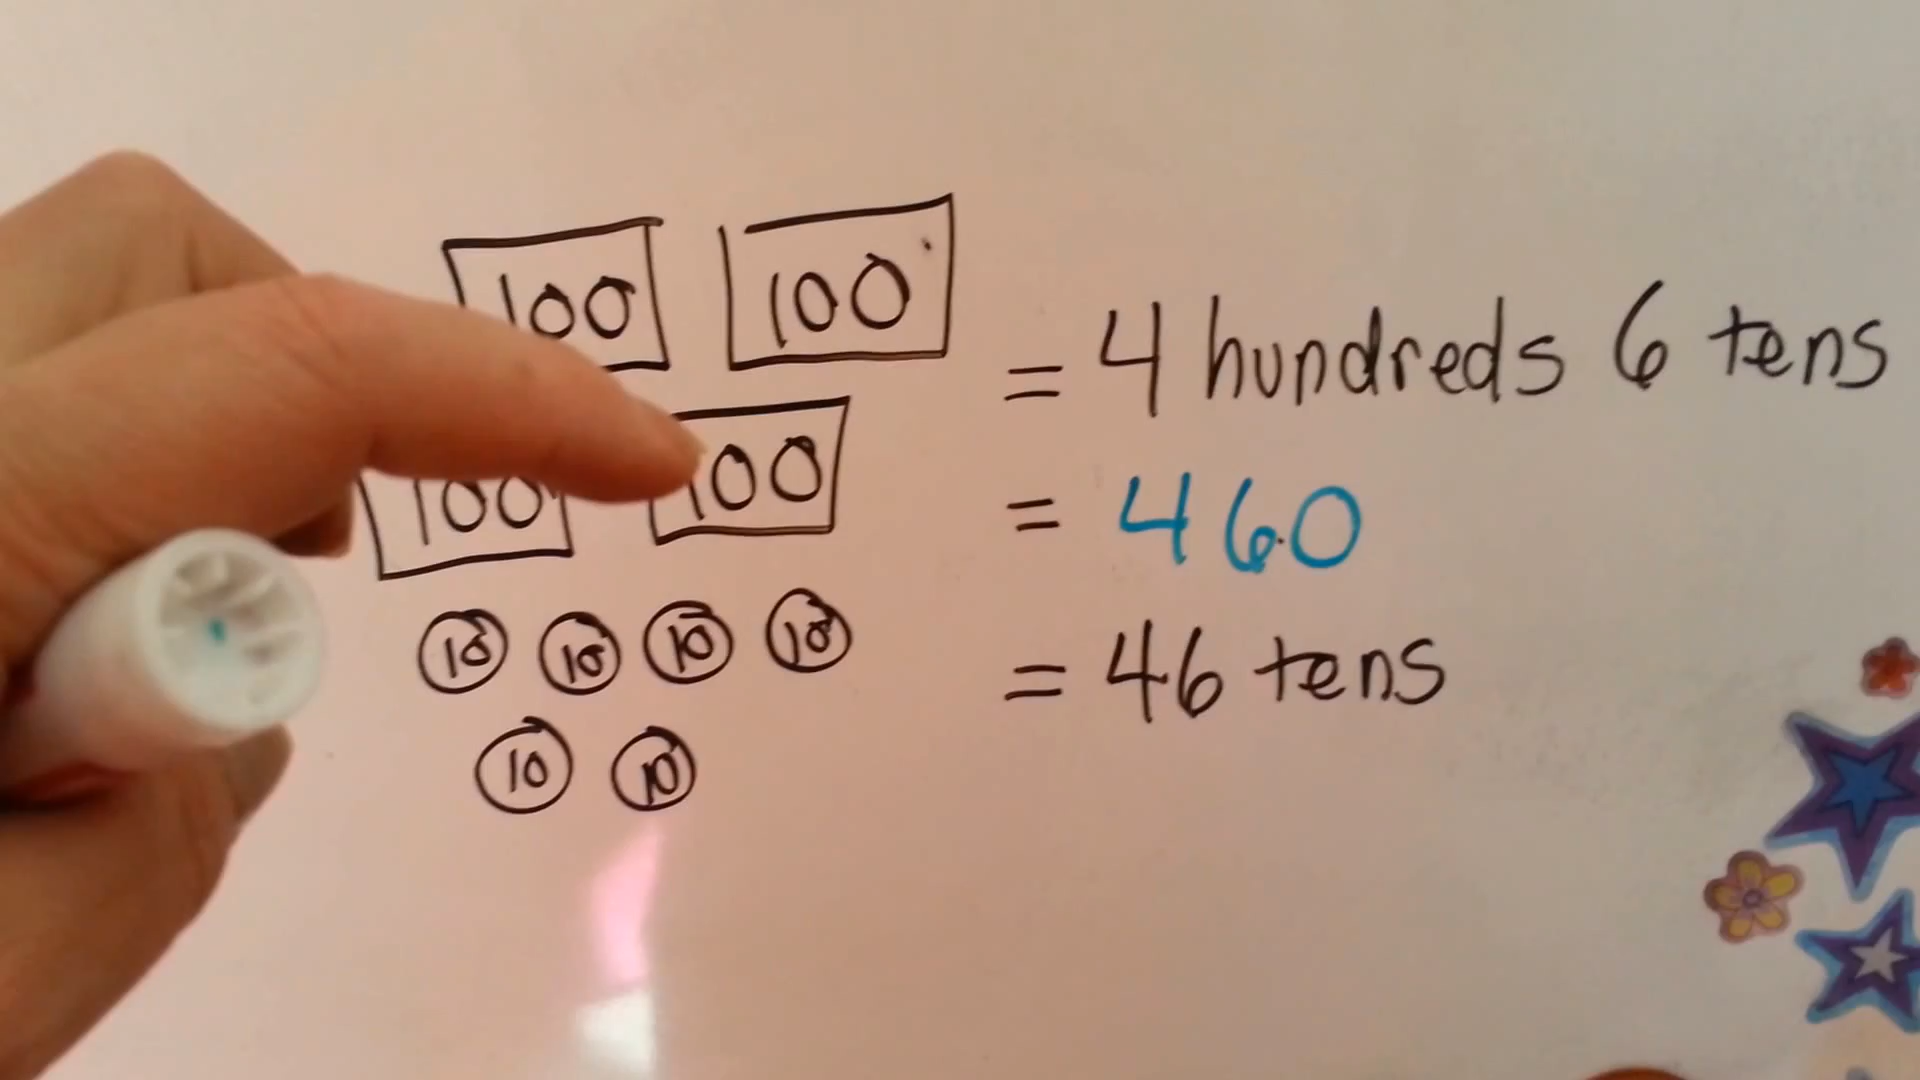 100 100
100 100
10 10 10 10
10 10
= 4 hundreds 6 tens
= 460
= 46 tens